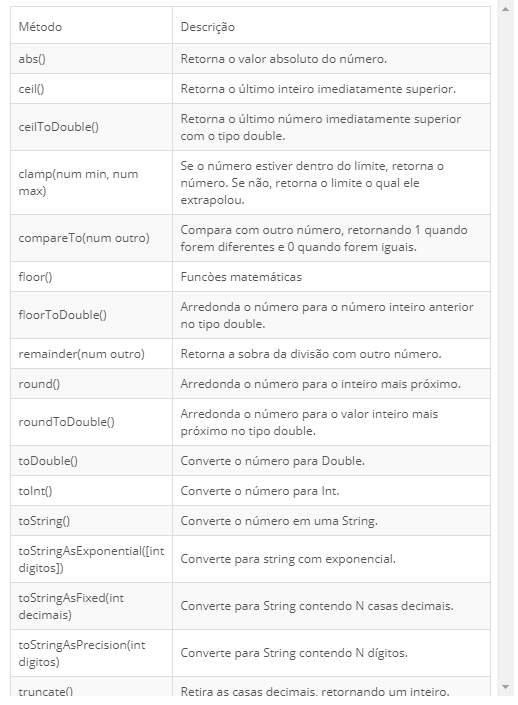 Método Descrição
abs() Retorna o valor absoluto do número.
ceil() Retorna o último inteiro imediatamente superior.
ceilToDouble() Retorna o último número imediatamente superior
com o tipo double.
clamp(num min, num
max)
Se o número estiver dentro do limite, retorna o
número. Se não, retorna o limite o qual ele
extrapolou.
compareTo(num outro)
Compara com outro número, retornando 1 quando
forem diferentes e 0 quando forem iguais.
floor() Funcòes matemáticas
floorToDouble()
Arredonda o número para o número inteiro anterior
no tipo double.
remainder(num outro) Retorna a sobra da divisão com outro número.
round() Arredonda o número para o inteiro mais próximo.
roundToDouble()
Arredonda o número para o valor inteiro mais
próximo no tipo double.
toDouble() Converte o número para Double.
toInt() Converte o número para Int.
toString() Converte o número em uma String.
toStringAsExponential([int
digitos])
Converte para string com exponencial.
toStringAsFixed(int
decimais)
Converte para String contendo N casas decimais.
toStringAsPrecision(int
digitos)
Converte para String contendo N dígitos.
truncate() Retira as casas decimais, retornando um inteiro.